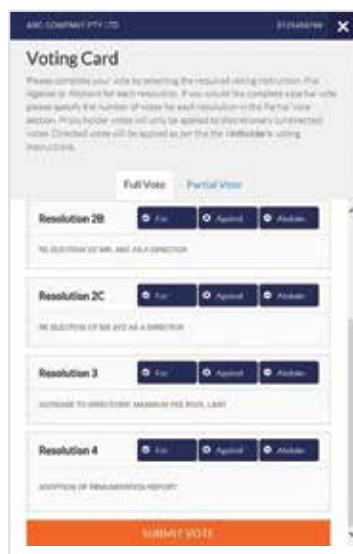 ABC COMPANY PTY LTD
X
Voting Card
Please complete your vote by selecting the required voting instruction (For,
Against or Abstain) for each resolution. If you would like complete a partial vote
please specify the number of votes for each resolution in the Partial Vote
section. Proxy holder votes will only be applied to discretionary (undirected)
votes. Directed votes will be applied as per the the unitholder's voting
instructions.
Full Vote Partial Vote
Resolution 2B For Against Abstain
RE-ELECTION OF MR. ABC AS A DIRECTOR
Resolution 2C For Against Abstain
RE-ELECTION OF MR XYZ AS A DIRECTOR
Resolution 3 For Against Abstain
INCREASE TO DIRECTORS' MAXIMUM FEE POOL LIMIT
Resolution 4 For Against Abstain
ADOPTION OF REMUNERATION REPORT
SUBMIT VOTE